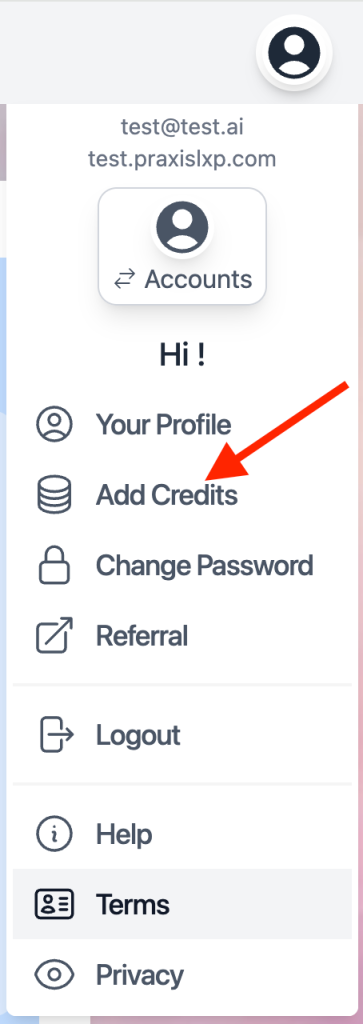 test@test.ai
test.praxislxp.com
Accounts
Hi !
Your Profile
Add Credits
Change Password
Referral
Logout
Help
Terms
Privacy